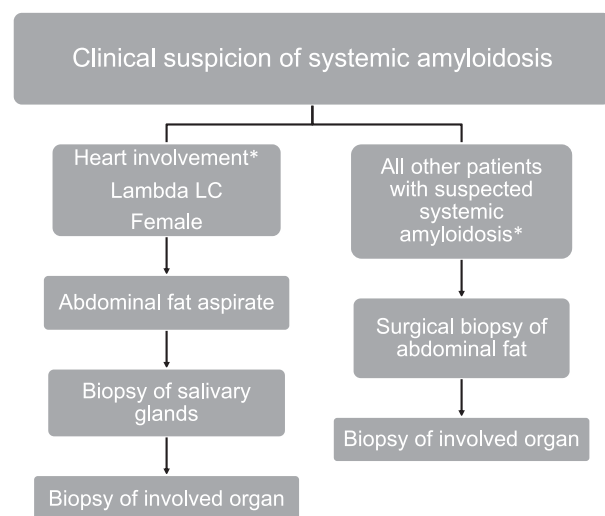 Clinical suspicion of systemic amyloidosis
Heart involvement*
Lambda LC
Female
Abdominal fat aspirate
Biopsy of salivary
glands
Biopsy of involved organ
All other patients
with suspected
systemic
amyloidosis*
Surgical biopsy of
abdominal fat
Biopsy of involved organ